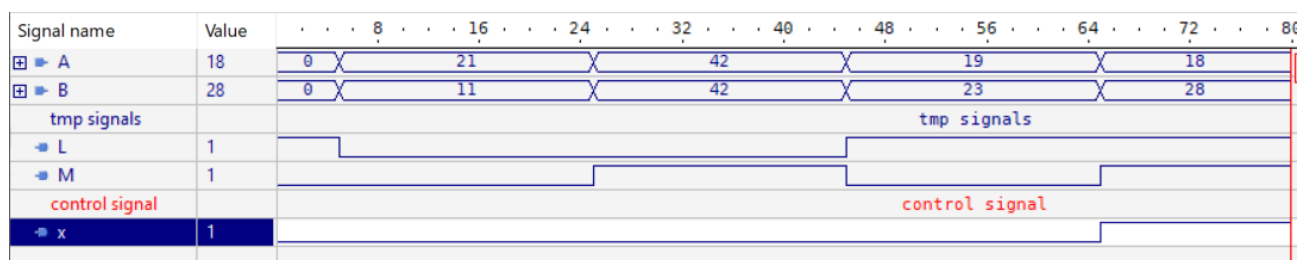 Signal name Value 8 16 24 32 40 48 56 64 72 80
A 18 0 21 42 19 18
B 28 0 11 42 23 28
tmp signals tmp signals
L 1
M 1
control signal control signal
x 1